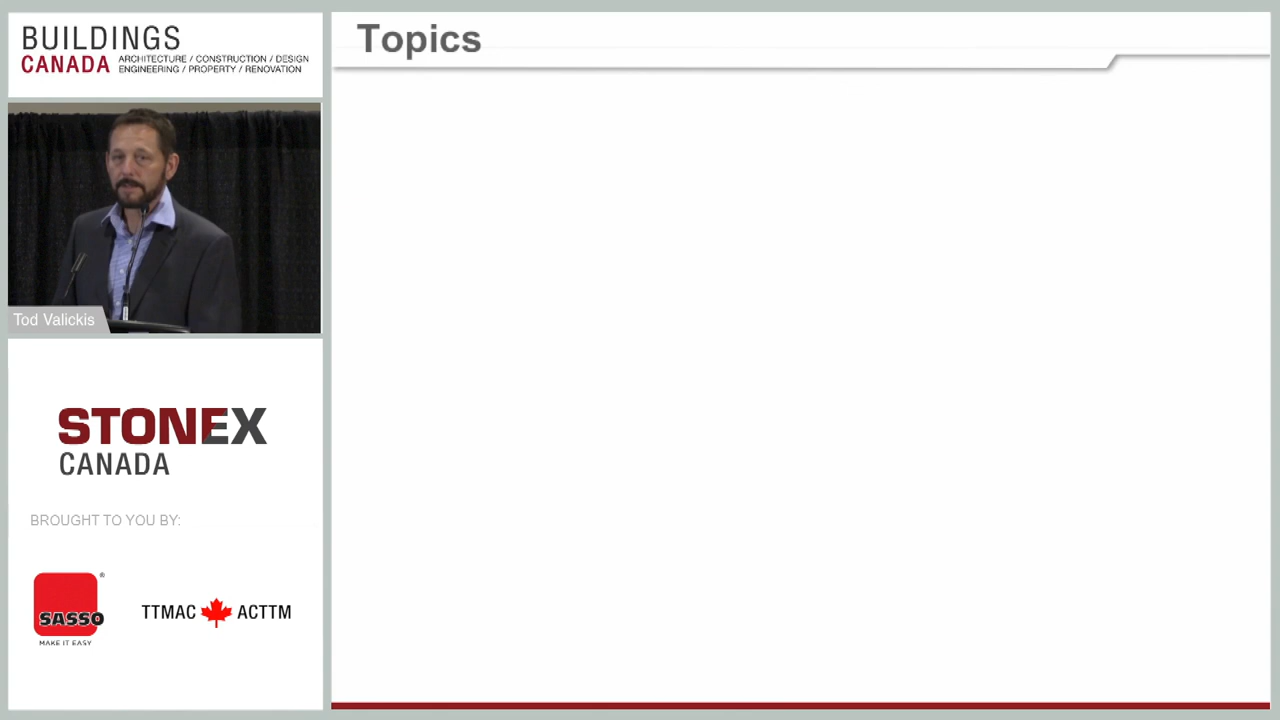 BUILDINGS
CANADA
ARCHITECTURE / CONSTRUCTION / DESIGN
ENGINEERING / PROPERTY / RENOVATION
Topics
Tod Valickis
STONEX
CANADA
BROUGHT TO YOU BY:
SASSO®
MAKE IT EASY
TTMAC ACTTM